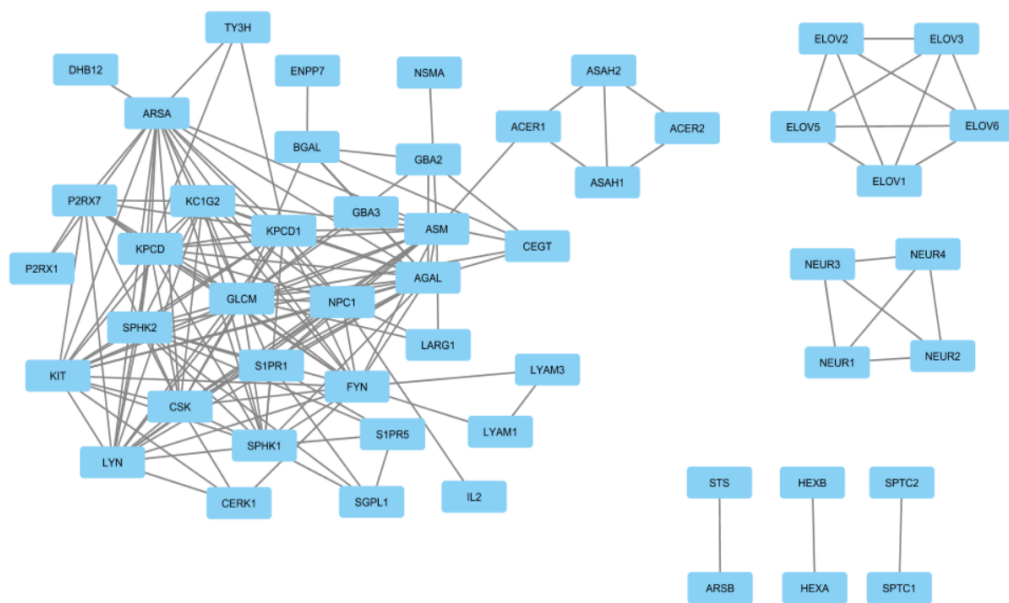 TY3H
DHB12
ENPP7
NSMA
ASAH2
ELOV2
ELOV3
ARSA
BGAL
GBA2
ACER1
ACER2
ELOV5
ELOV6
ASAH1
ELOV1
P2RX7
KC1G2
GBA3
KPCD1
ASM
KPCD
CEGT
P2RX1
AGAL
NEUR3
NEUR4
GLCM
NPC1
SPHK2
LARG1
NEUR1
NEUR2
KIT
S1PR1
FYN
LYAM3
CSK
LYAM1
S1PR5
SPHK1
LYN
CERK1
SGPL1
IL2
STS
HEXB
SPTC2
ARSB
HEXA
SPTC1